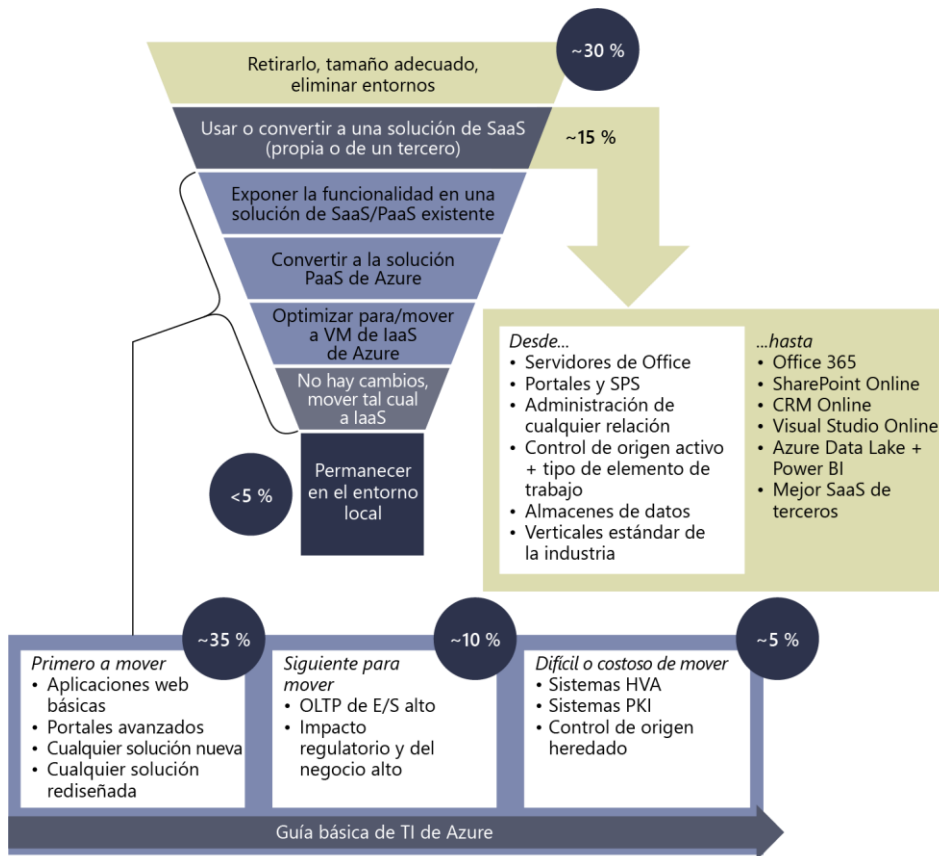 Retirarlo, tamaño adecuado,
eliminar entornos
~30 %
Usar o convertir a una solución de SaaS
(propia o de un tercero)
~15 %
Exponer la funcionalidad en una
solución de SaaS/PaaS existente
Convertir a la solución
PaaS de Azure
Optimizar para/mover
a VM de IaaS
de Azure
No hay cambios,
mover tal cual
a IaaS
<5 %
Permanecer
en el entorno
local
Desde...
• Servidores de Office
• Portales y SPS
• Administración de
cualquier relación
• Control de origen activo
+ tipo de elemento de
trabajo
• Almacenes de datos
• Verticales estándar de
la industria
...hasta
• Office 365
• SharePoint Online
• CRM Online
• Visual Studio Online
• Azure Data Lake +
Power BI
• Mejor SaaS de
terceros
~35 %
Primero a mover
• Aplicaciones web
básicas
• Portales avanzados
• Cualquier solución nueva
• Cualquier solución
rediseñada
~10 %
Siguiente para
mover
• OLTP de E/S alto
• Impacto
regulatorio y del
negocio alto
~5 %
Difícil o costoso de mover
• Sistemas HVA
• Sistemas PKI
• Control de origen
heredado
Guía básica de TI de Azure